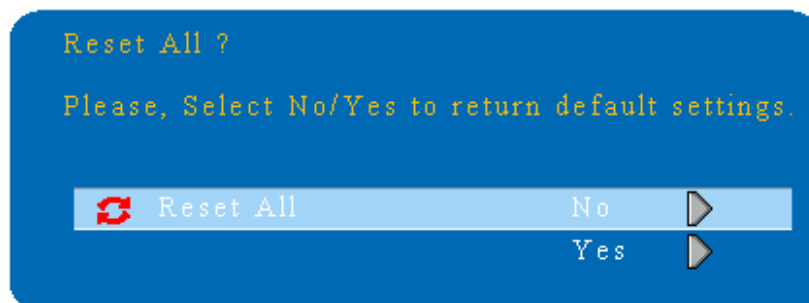 Reset All ?
Please, Select No/Yes to return default settings.
Reset All No
Yes